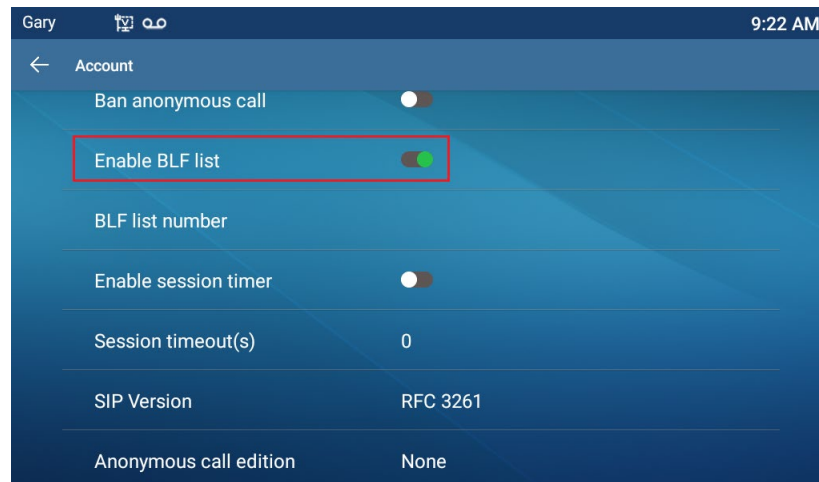 Gary 9:22 AM
Account
Ban anonymous call
Enable BLF list
BLF list number
Enable session timer
Session timeout(s) 0
SIP Version RFC 3261
Anonymous call edition None